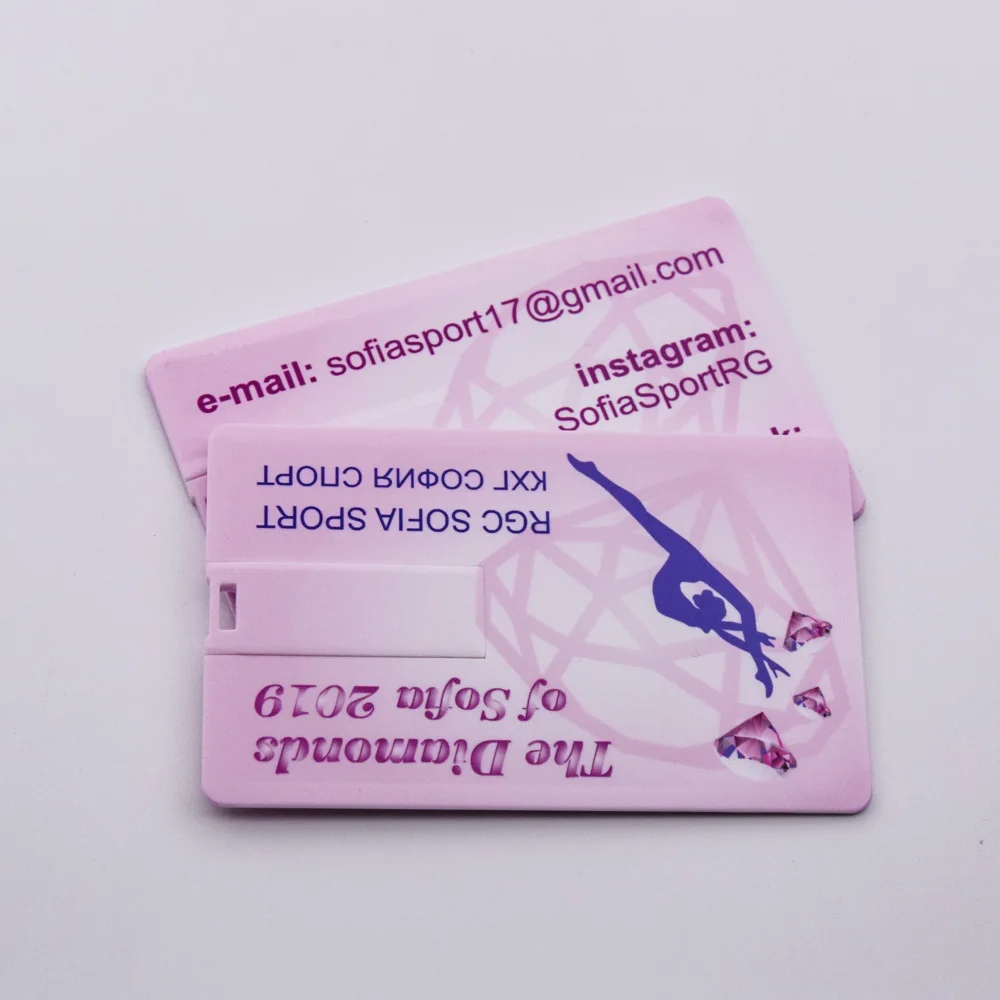 e-mail: sofiasport17@gmail.com
instagram:
SofiaSportRG
k:
The Diamonds
of Sofia 2019
RGC SOFIA SPORT
КХГ СОФИЯ СПОРТ